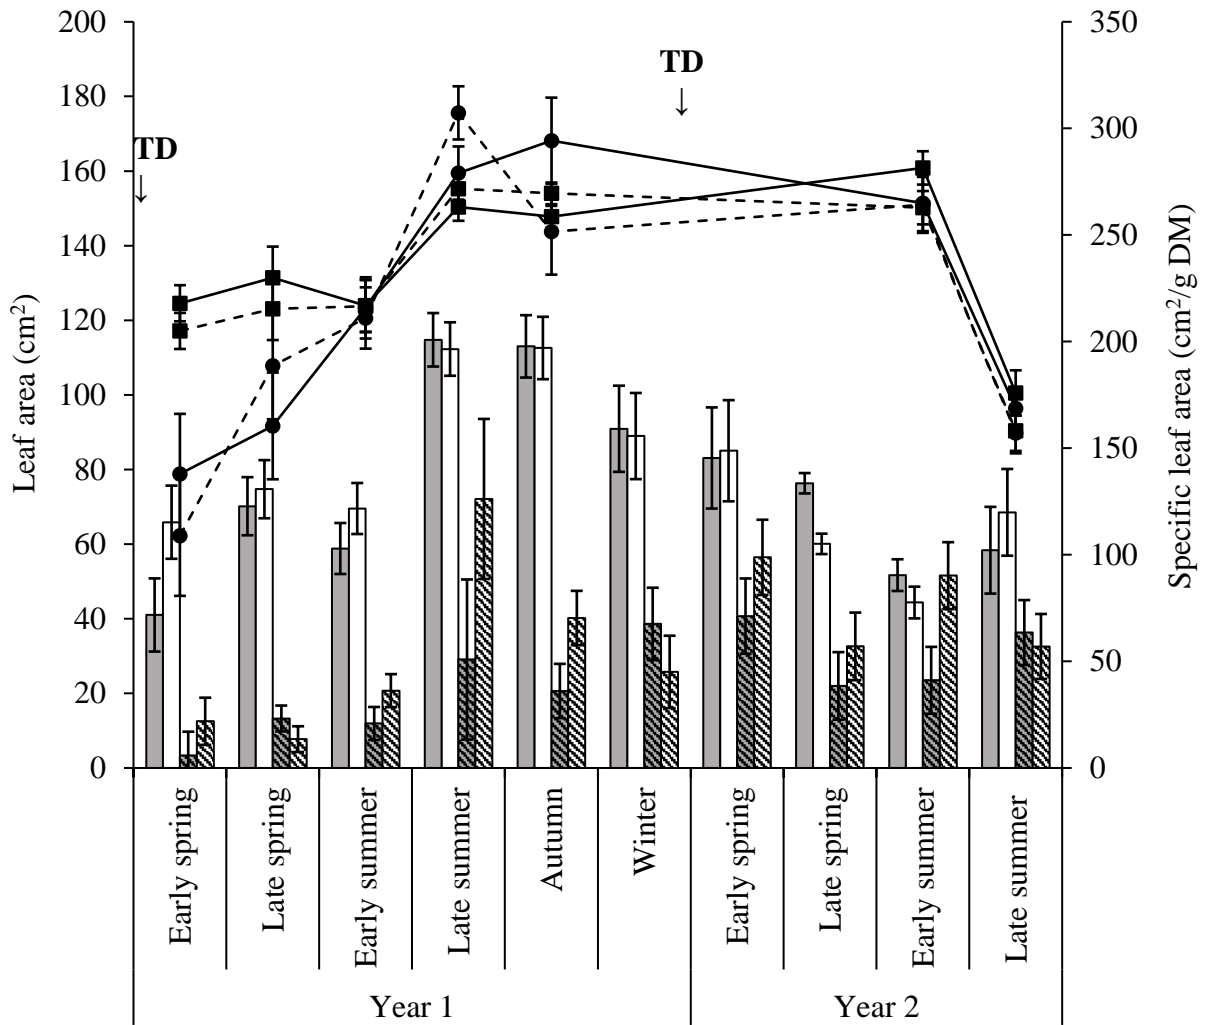 200
180
160
140
120
100
80
60
40
20
0
Leaf area (cm²)
350
300
250
200
150
100
50
0
Specific leaf area (cm²/g DM)
TD
↓
TD
↓
Early spring
Late spring
Early summer
Late summer
Autumn
Winter
Early spring
Late spring
Early summer
Late summer
Year 1
Year 2